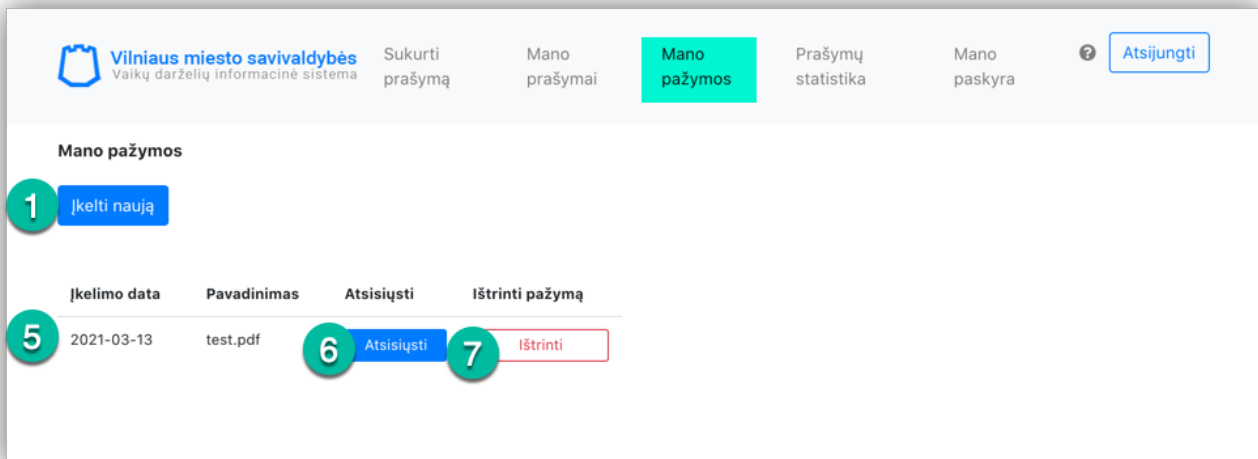 Vilniaus miesto savivaldybės
Vaikų darželių informacinė sistema
Sukurti
prašymą
Mano
prašymai
Mano
pažymos
Prašymų
statistika
Mano
paskyra
?
Atsijungti
Mano pažymos
1
Įkelti naują
Įkelimo data Pavadinimas Atsisiųsti Ištrinti pažymą
5 2021-03-13 test.pdf 6 Atsisiųsti 7 Ištrinti